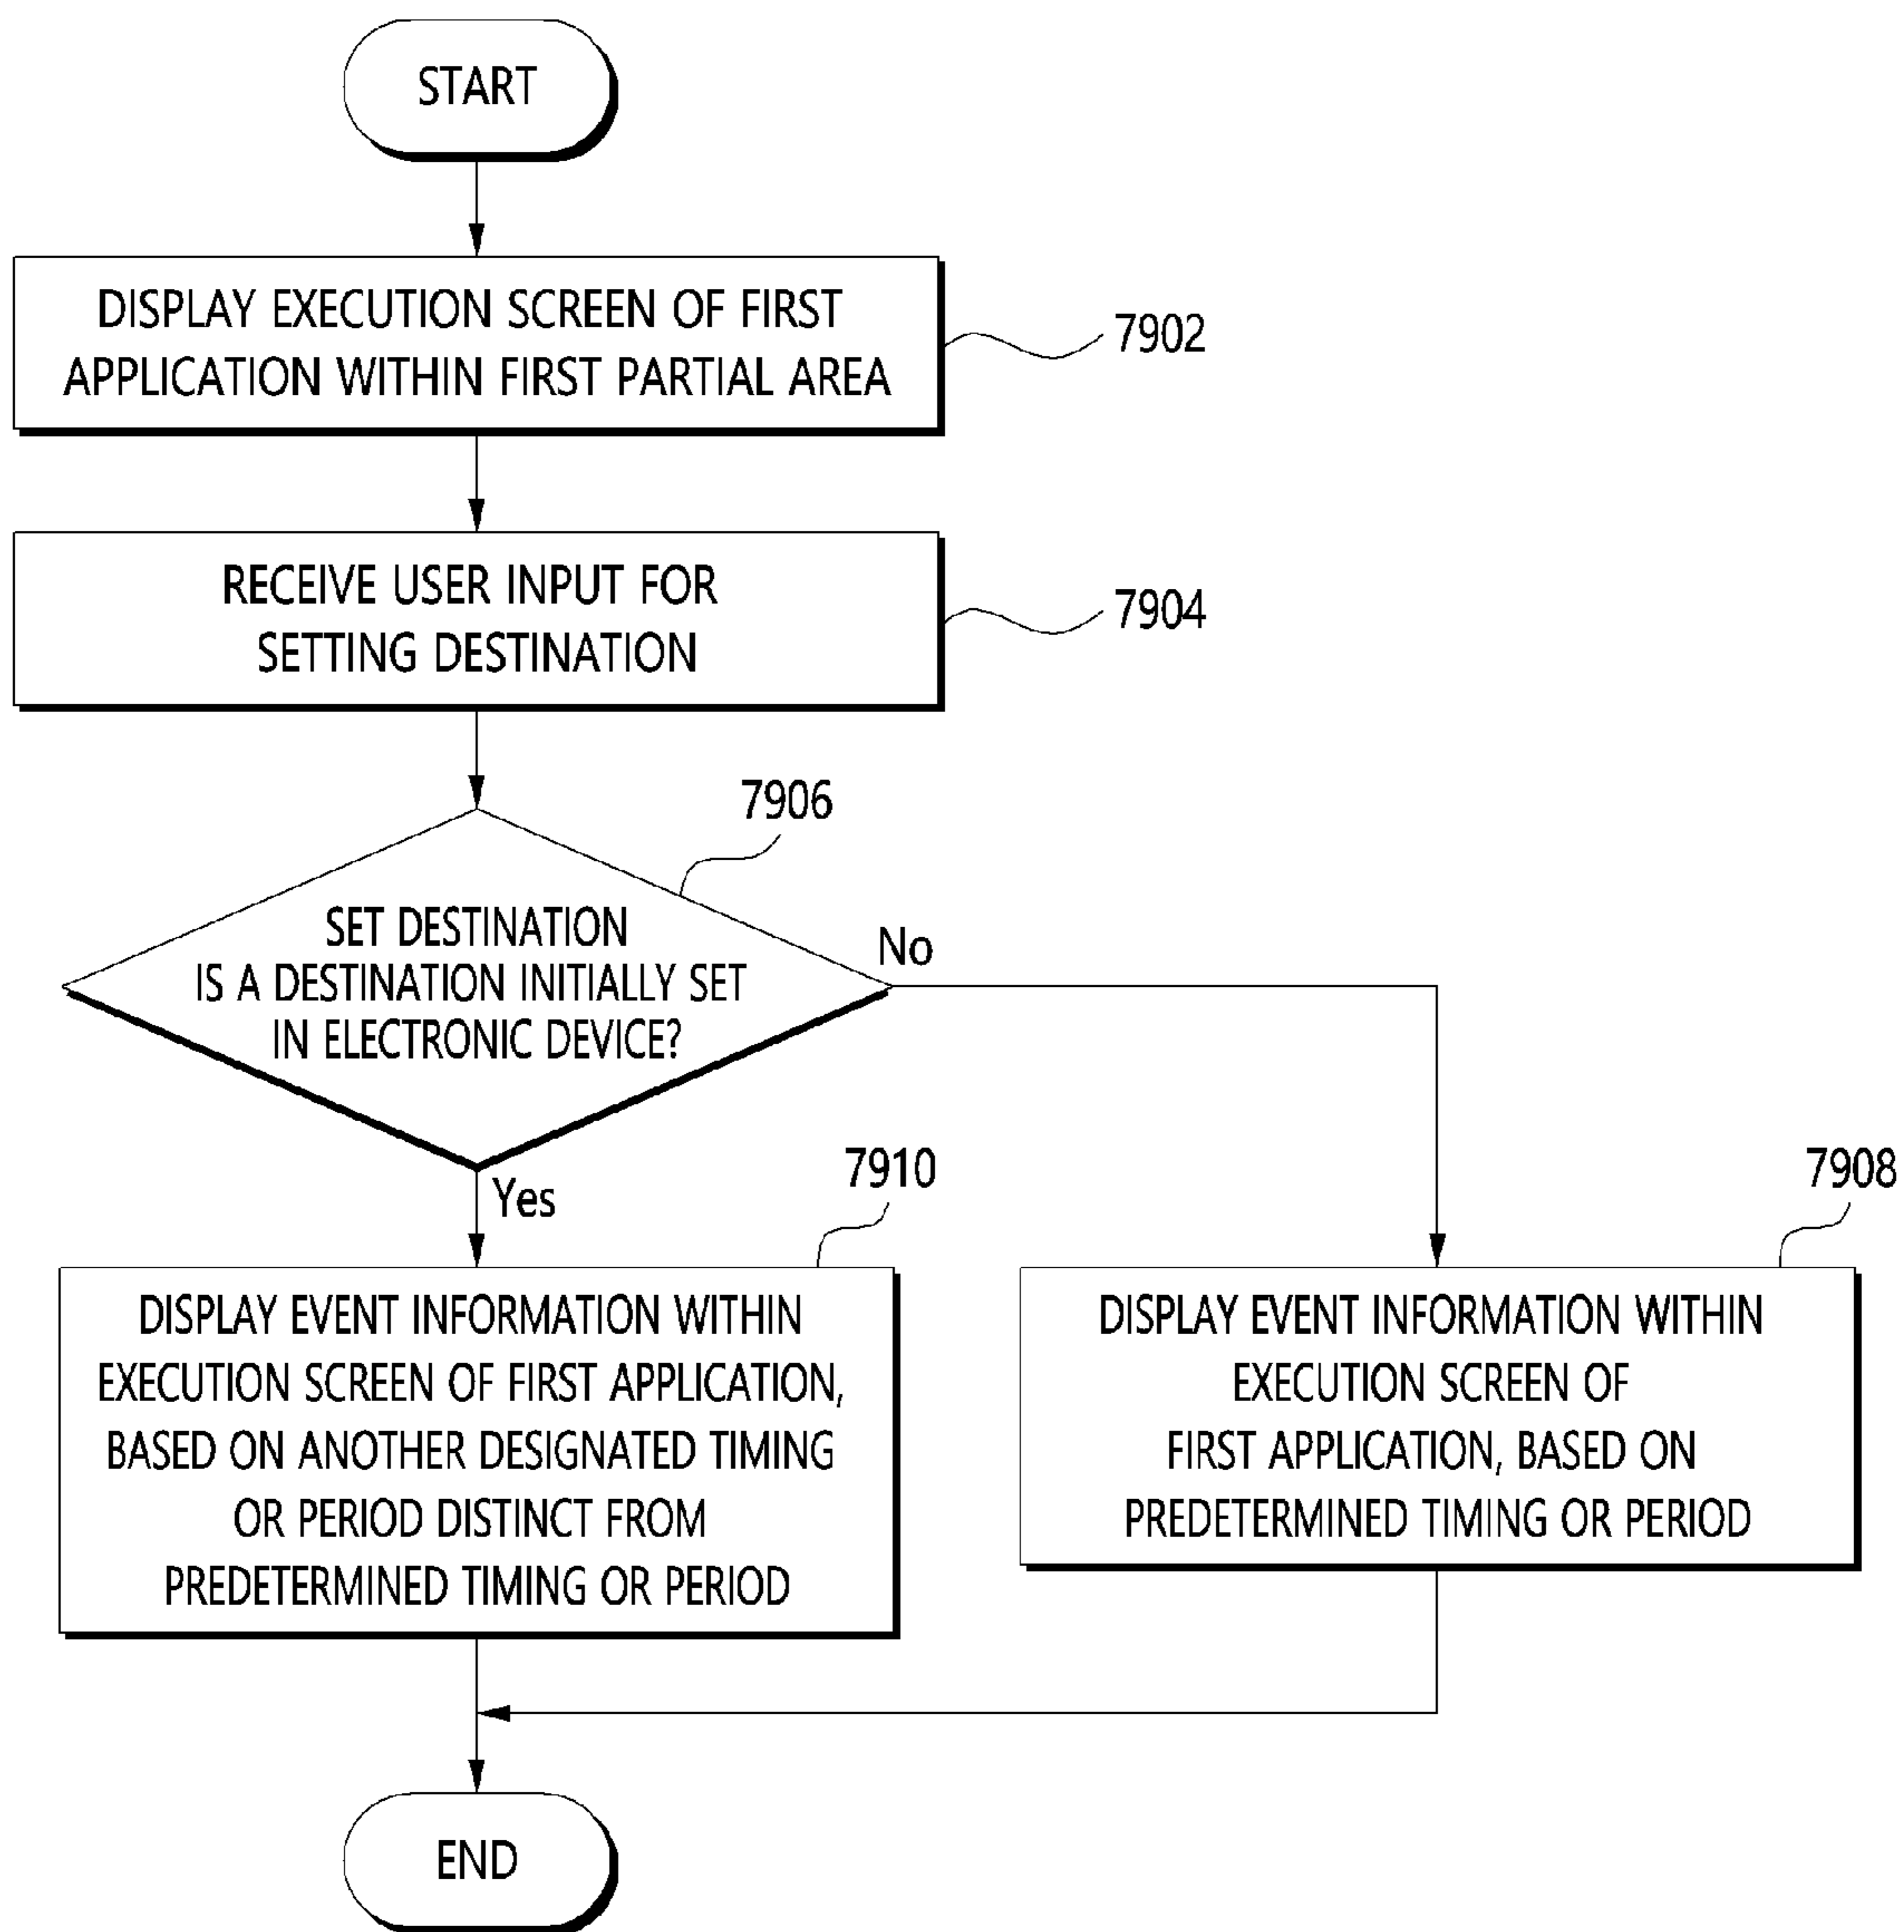 START
DISPLAY EXECUTION SCREEN OF FIRST
APPLICATION WITHIN FIRST PARTIAL AREA
7902
RECEIVE USER INPUT FOR
SETTING DESTINATION
7904
7906
SET DESTINATION
IS A DESTINATION INITIALLY SET
IN ELECTRONIC DEVICE?
No
Yes
7910
DISPLAY EVENT INFORMATION WITHIN
EXECUTION SCREEN OF FIRST APPLICATION,
BASED ON ANOTHER DESIGNATED TIMING
OR PERIOD DISTINCT FROM
PREDETERMINED TIMING OR PERIOD
7908
DISPLAY EVENT INFORMATION WITHIN
EXECUTION SCREEN OF
FIRST APPLICATION, BASED ON
PREDETERMINED TIMING OR PERIOD
END